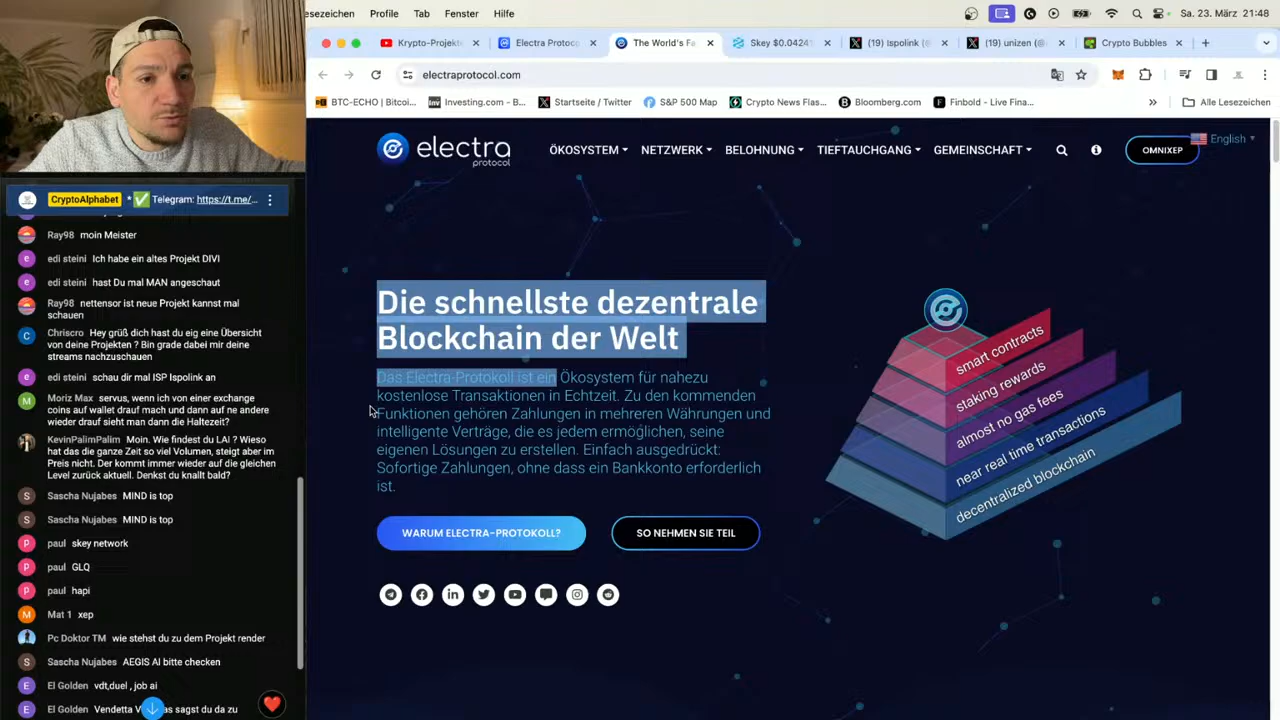 esezeichen Profile Tab Fenster Hilfe
Sa. 23. März 21:48
Krypto-Projekt
Electra Protoco
The World's Fa
Skey $0.0424
(19) Ispolink (@
(19) unizen (@
Crypto Bubbles
electraprotocol.com
BTC-ECHO | Bitcoi...
Investing.com - B...
Startseite / Twitter
S&P 500 Map
Crypto News Flas...
Bloomberg.com
Finbold - Live Fina...
Alle Lesezeichen
electra
protocol
ÖKOSYSTEM
NETZWERK
BELOHNUNG
TIEFTAUCHGANG
GEMEINSCHAFT
OMNIXEP
English
Die schnellste dezentrale
Blockchain der Welt
Das Electra-Protokoll ist ein Ökosystem für nahezu
kostenlose Transaktionen in Echtzeit. Zu den kommenden
Funktionen gehören Zahlungen in mehreren Währungen und
intelligente Verträge, die es jedem ermöglichen, seine
eigenen Lösungen zu erstellen. Einfach ausgedrückt:
Sofortige Zahlungen, ohne dass ein Bankkonto erforderlich
ist.
WARUM ELECTRA-PROTOKOLL?
SO NEHMEN SIE TEIL
smart contracts
staking rewards
almost no gas fees
near real time transactions
decentralized blockchain
CryptoAlphabet * ✅ Telegram: https://t.me/...
Ray98 moin Meister
edi steini Ich habe ein altes Projekt DIVI
edi steini hast Du mal MAN angeschaut
Ray98 nettensor ist neue Projekt kannst mal
schauen
Chriscro Hey grüß dich hast du eig eine Übersicht
von deine Projekten ? Bin grade dabei mir deine
streams nachzuschauen
edi steini schau dir mal ISP Ispolink an
Moriz Max servus, wenn ich von einer exchange
coins auf wallet drauf mach und dann auf ne andere
wieder drauf sieht man dann die Haltezeit?
KevinPalimPalim Moin. Wie findest du LAI ? Wieso
hat das die ganze Zeit so viel Volumen, steigt aber im
Preis nicht. Der kommt immer wieder auf die gleichen
Level zurück aktuell. Denkst du knallt bald?
Sascha Nujabes MIND is top
Sascha Nujabes MIND is top
paul skey network
paul GLQ
paul hapi
Mat 1 xep
Pc Doktor TM wie stehst du zu dem Projekt render
Sascha Nujabes AEGIS AI bitte checken
El Golden vdt,duel , job ai
El Golden Vendetta V as sagst du da zu